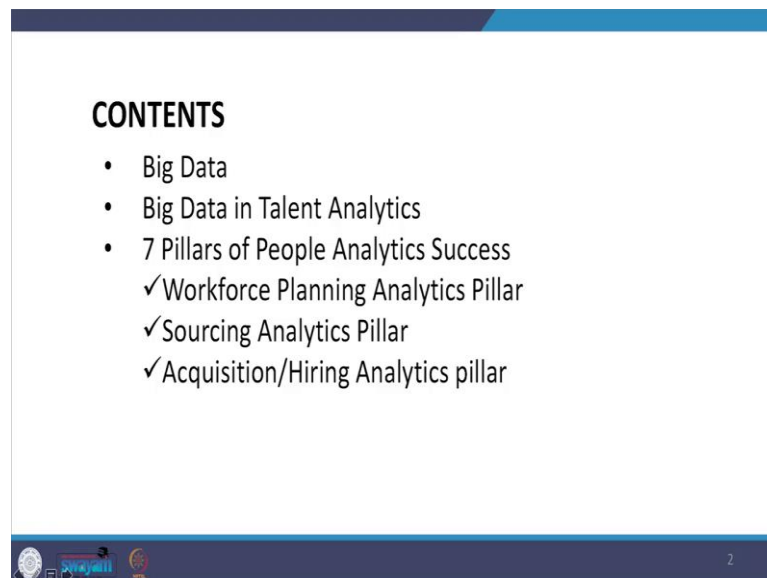 CONTENTS
• Big Data
• Big Data in Talent Analytics
• 7 Pillars of People Analytics Success
✓Workforce Planning Analytics Pillar
✓Sourcing Analytics Pillar
✓Acquisition/Hiring Analytics pillar
swayam
2